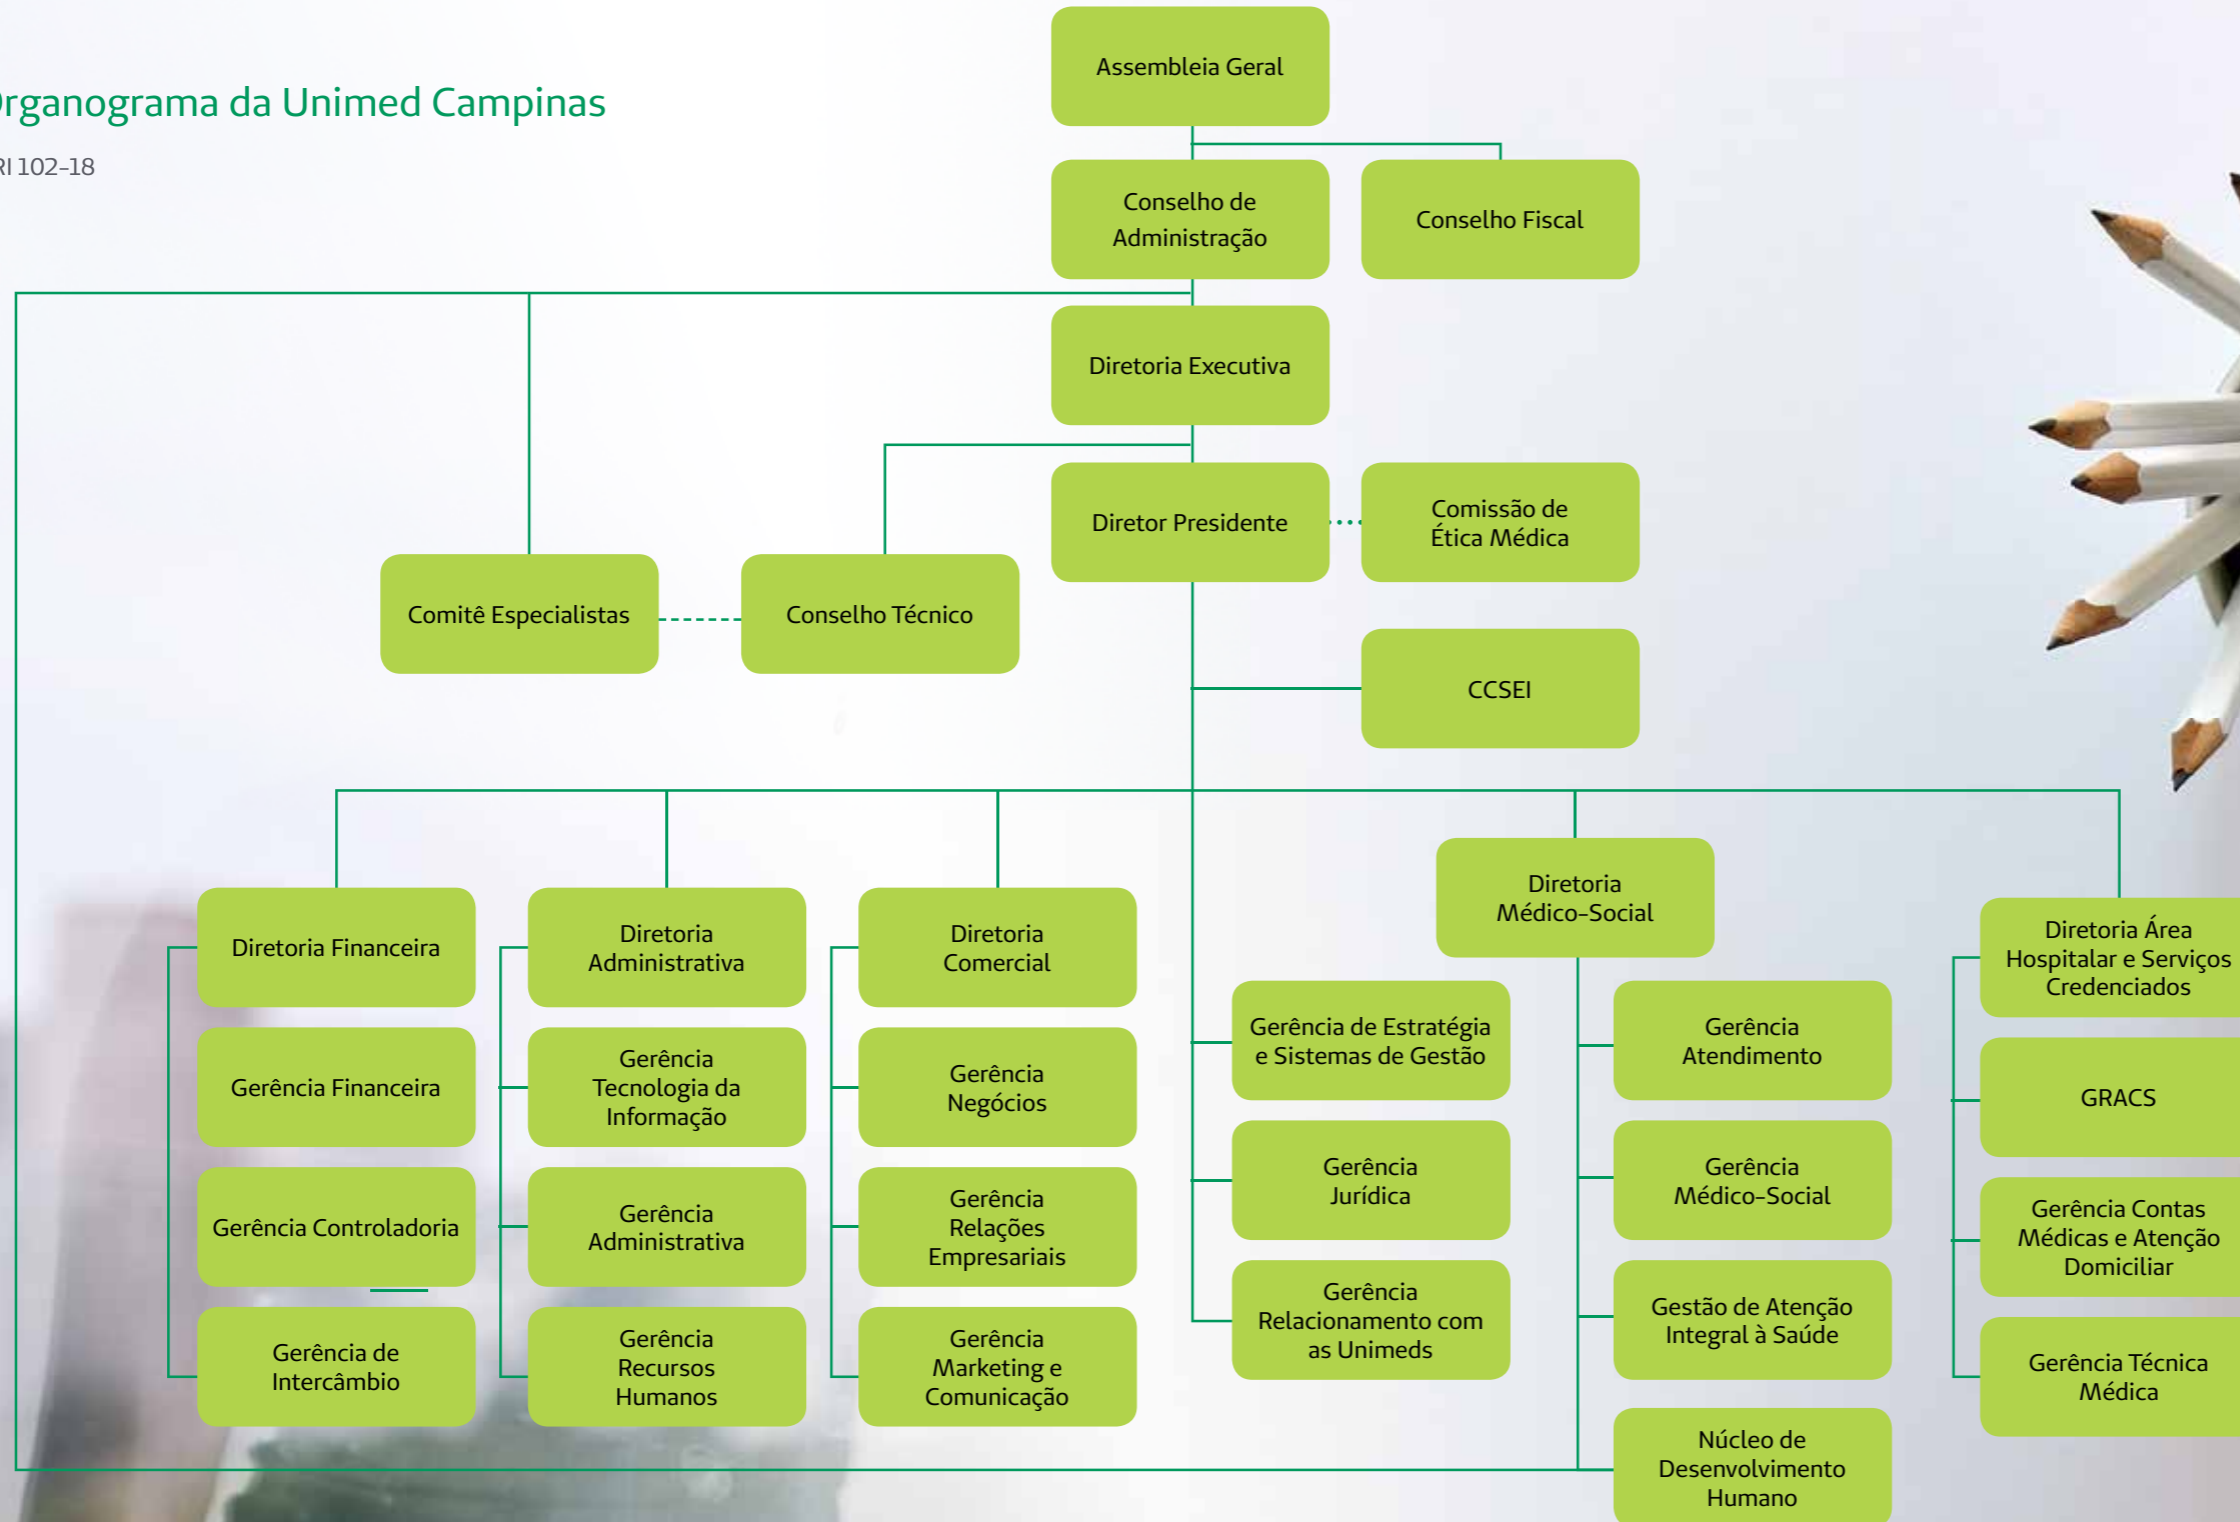 rganograma da Unimed Campinas
RI 102-18
Assembleia Geral
Conselho de
Administração
Conselho Fiscal
Diretoria Executiva
Diretor Presidente
Comissão de
Ética Médica
Comitê Especialistas
Conselho Técnico
CCSEI
Diretoria Financeira
Gerência Financeira
Gerência Controladoria
Gerência de
Intercâmbio
Diretoria
Administrativa
Gerência
Tecnologia da
Informação
Gerência
Administrativa
Gerência
Recursos
Humanos
Diretoria
Comercial
Gerência
Negócios
Gerência
Relações
Empresariais
Gerência
Marketing e
Comunicação
Gerência de Estratégia
e Sistemas de Gestão
Gerência
Jurídica
Gerência
Relacionamento com
as Unimeds
Diretoria
Médico-Social
Gerência
Atendimento
Gerência
Médico-Social
Gestão de Atenção
Integral à Saúde
Núcleo de
Desenvolvimento
Humano
Diretoria Área
Hospitalar e Serviços
Credenciados
GRACS
Gerência Contas
Médicas e Atenção
Domiciliar
Gerência Técnica
Médica